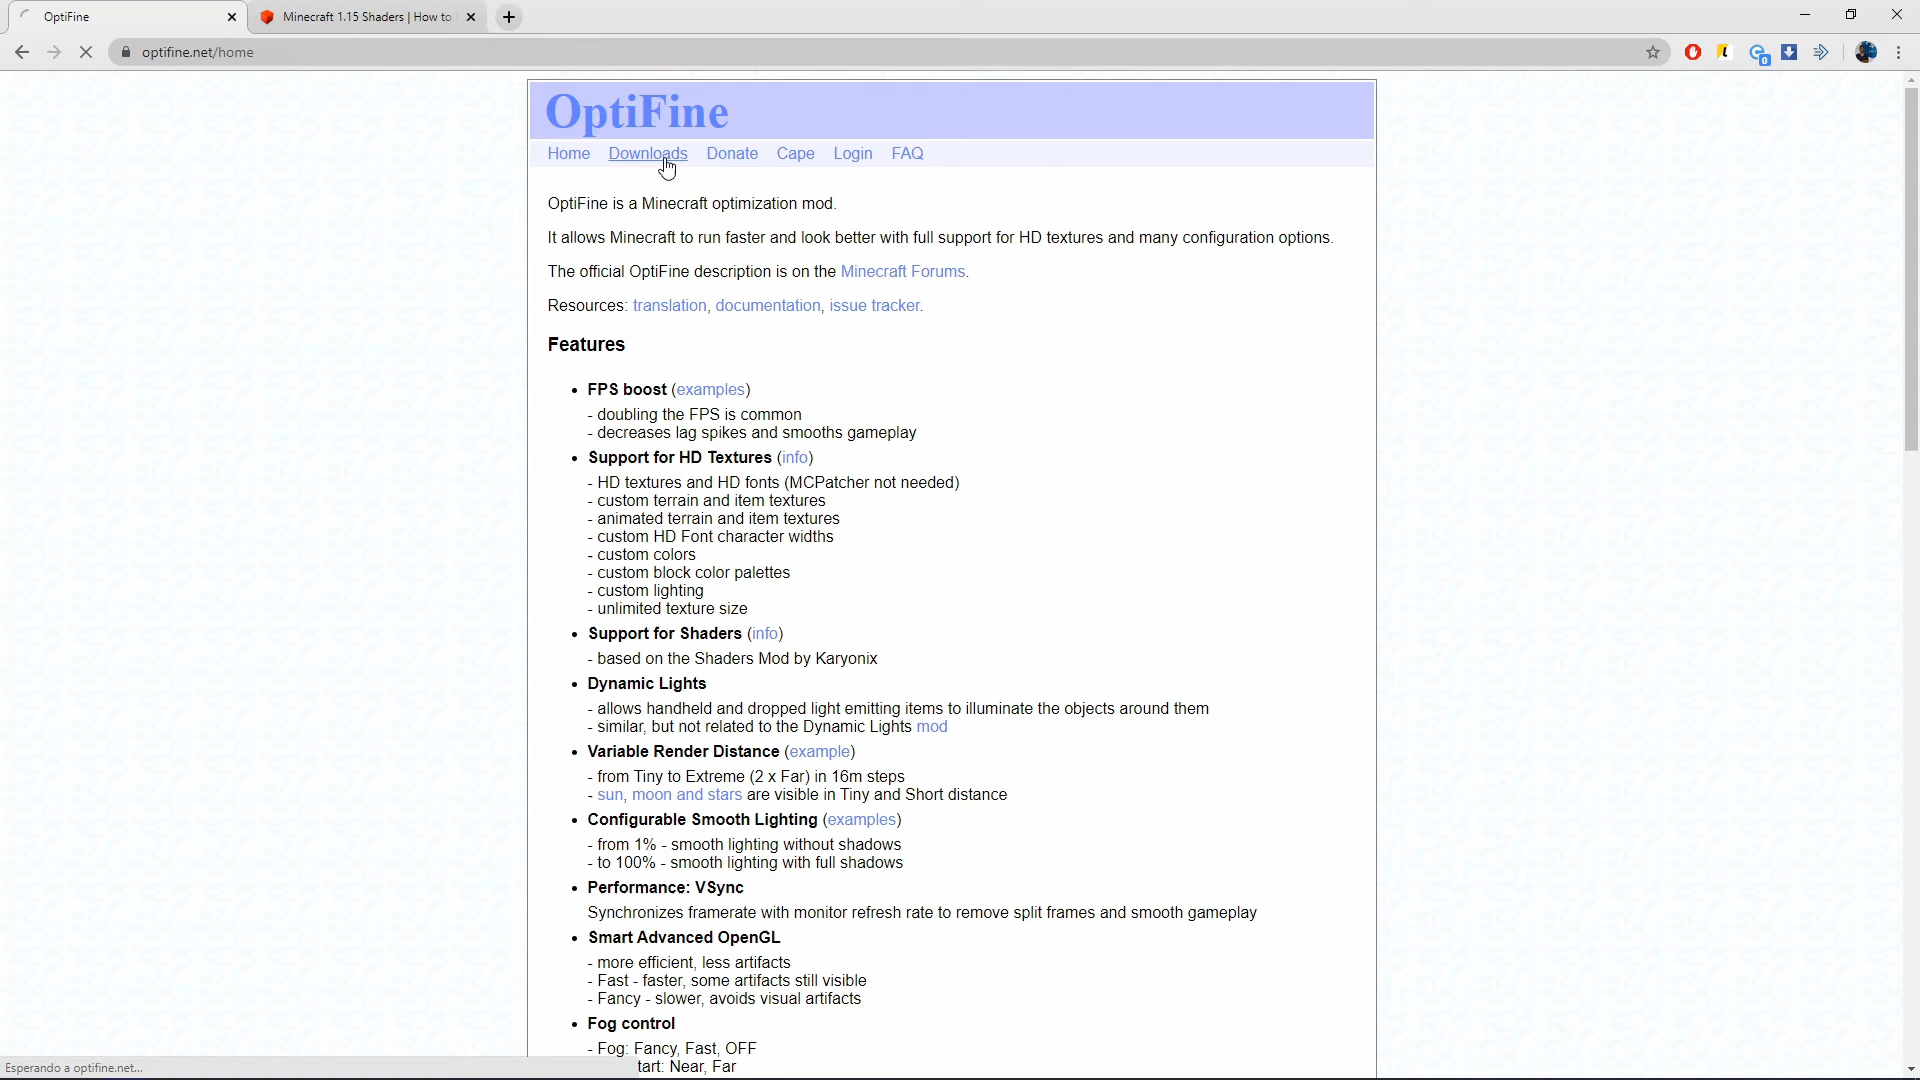 OptiFine
Minecraft 1.15 Shaders | How to
optifine.net/home
OptiFine
Home Downloads Donate Cape Login FAQ
OptiFine is a Minecraft optimization mod.
It allows Minecraft to run faster and look better with full support for HD textures and many configuration options.
The official OptiFine description is on the Minecraft Forums.
Resources: translation, documentation, issue tracker.
Features
• FPS boost (examples)
- doubling the FPS is common
- decreases lag spikes and smooths gameplay
• Support for HD Textures (info)
- HD textures and HD fonts (MCPatcher not needed)
- custom terrain and item textures
- animated terrain and item textures
- custom HD Font character widths
- custom colors
- custom block color palettes
- custom lighting
- unlimited texture size
• Support for Shaders (info)
- based on the Shaders Mod by Karyonix
• Dynamic Lights
- allows handheld and dropped light emitting items to illuminate the objects around them
- similar, but not related to the Dynamic Lights mod
• Variable Render Distance (example)
- from Tiny to Extreme (2 x Far) in 16m steps
- sun, moon and stars are visible in Tiny and Short distance
• Configurable Smooth Lighting (examples)
- from 1% - smooth lighting without shadows
- to 100% - smooth lighting with full shadows
• Performance: VSync
Synchronizes framerate with monitor refresh rate to remove split frames and smooth gameplay
• Smart Advanced OpenGL
- more efficient, less artifacts
- Fast - faster, some artifacts still visible
- Fancy - slower, avoids visual artifacts
• Fog control
- Fog: Fancy, Fast, OFF
tart: Near, Far
Esperando a optifine.net...